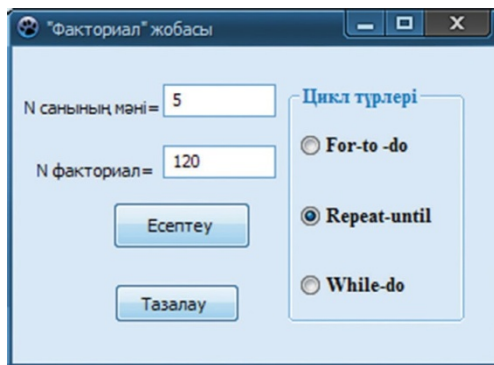 "Факториал" жобасы
N санының мәні= 5
N факториал= 120
Есептеу
Тазалау
Цикл түрлері
For-to -do
Repeat-until
While-do